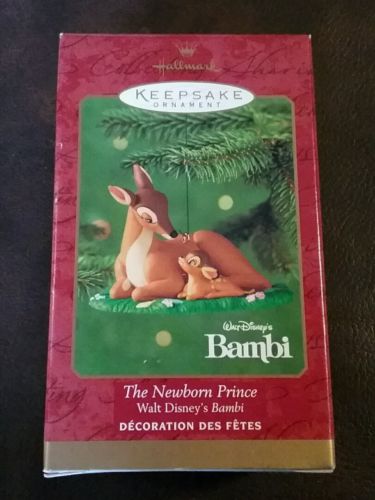 Hallmark
KEEPSAKE
ORNAMENT
WALT DISNEY'S
Bambi
The Newborn Prince
Walt Disney's Bambi
DÉCORATION DES FÊTES